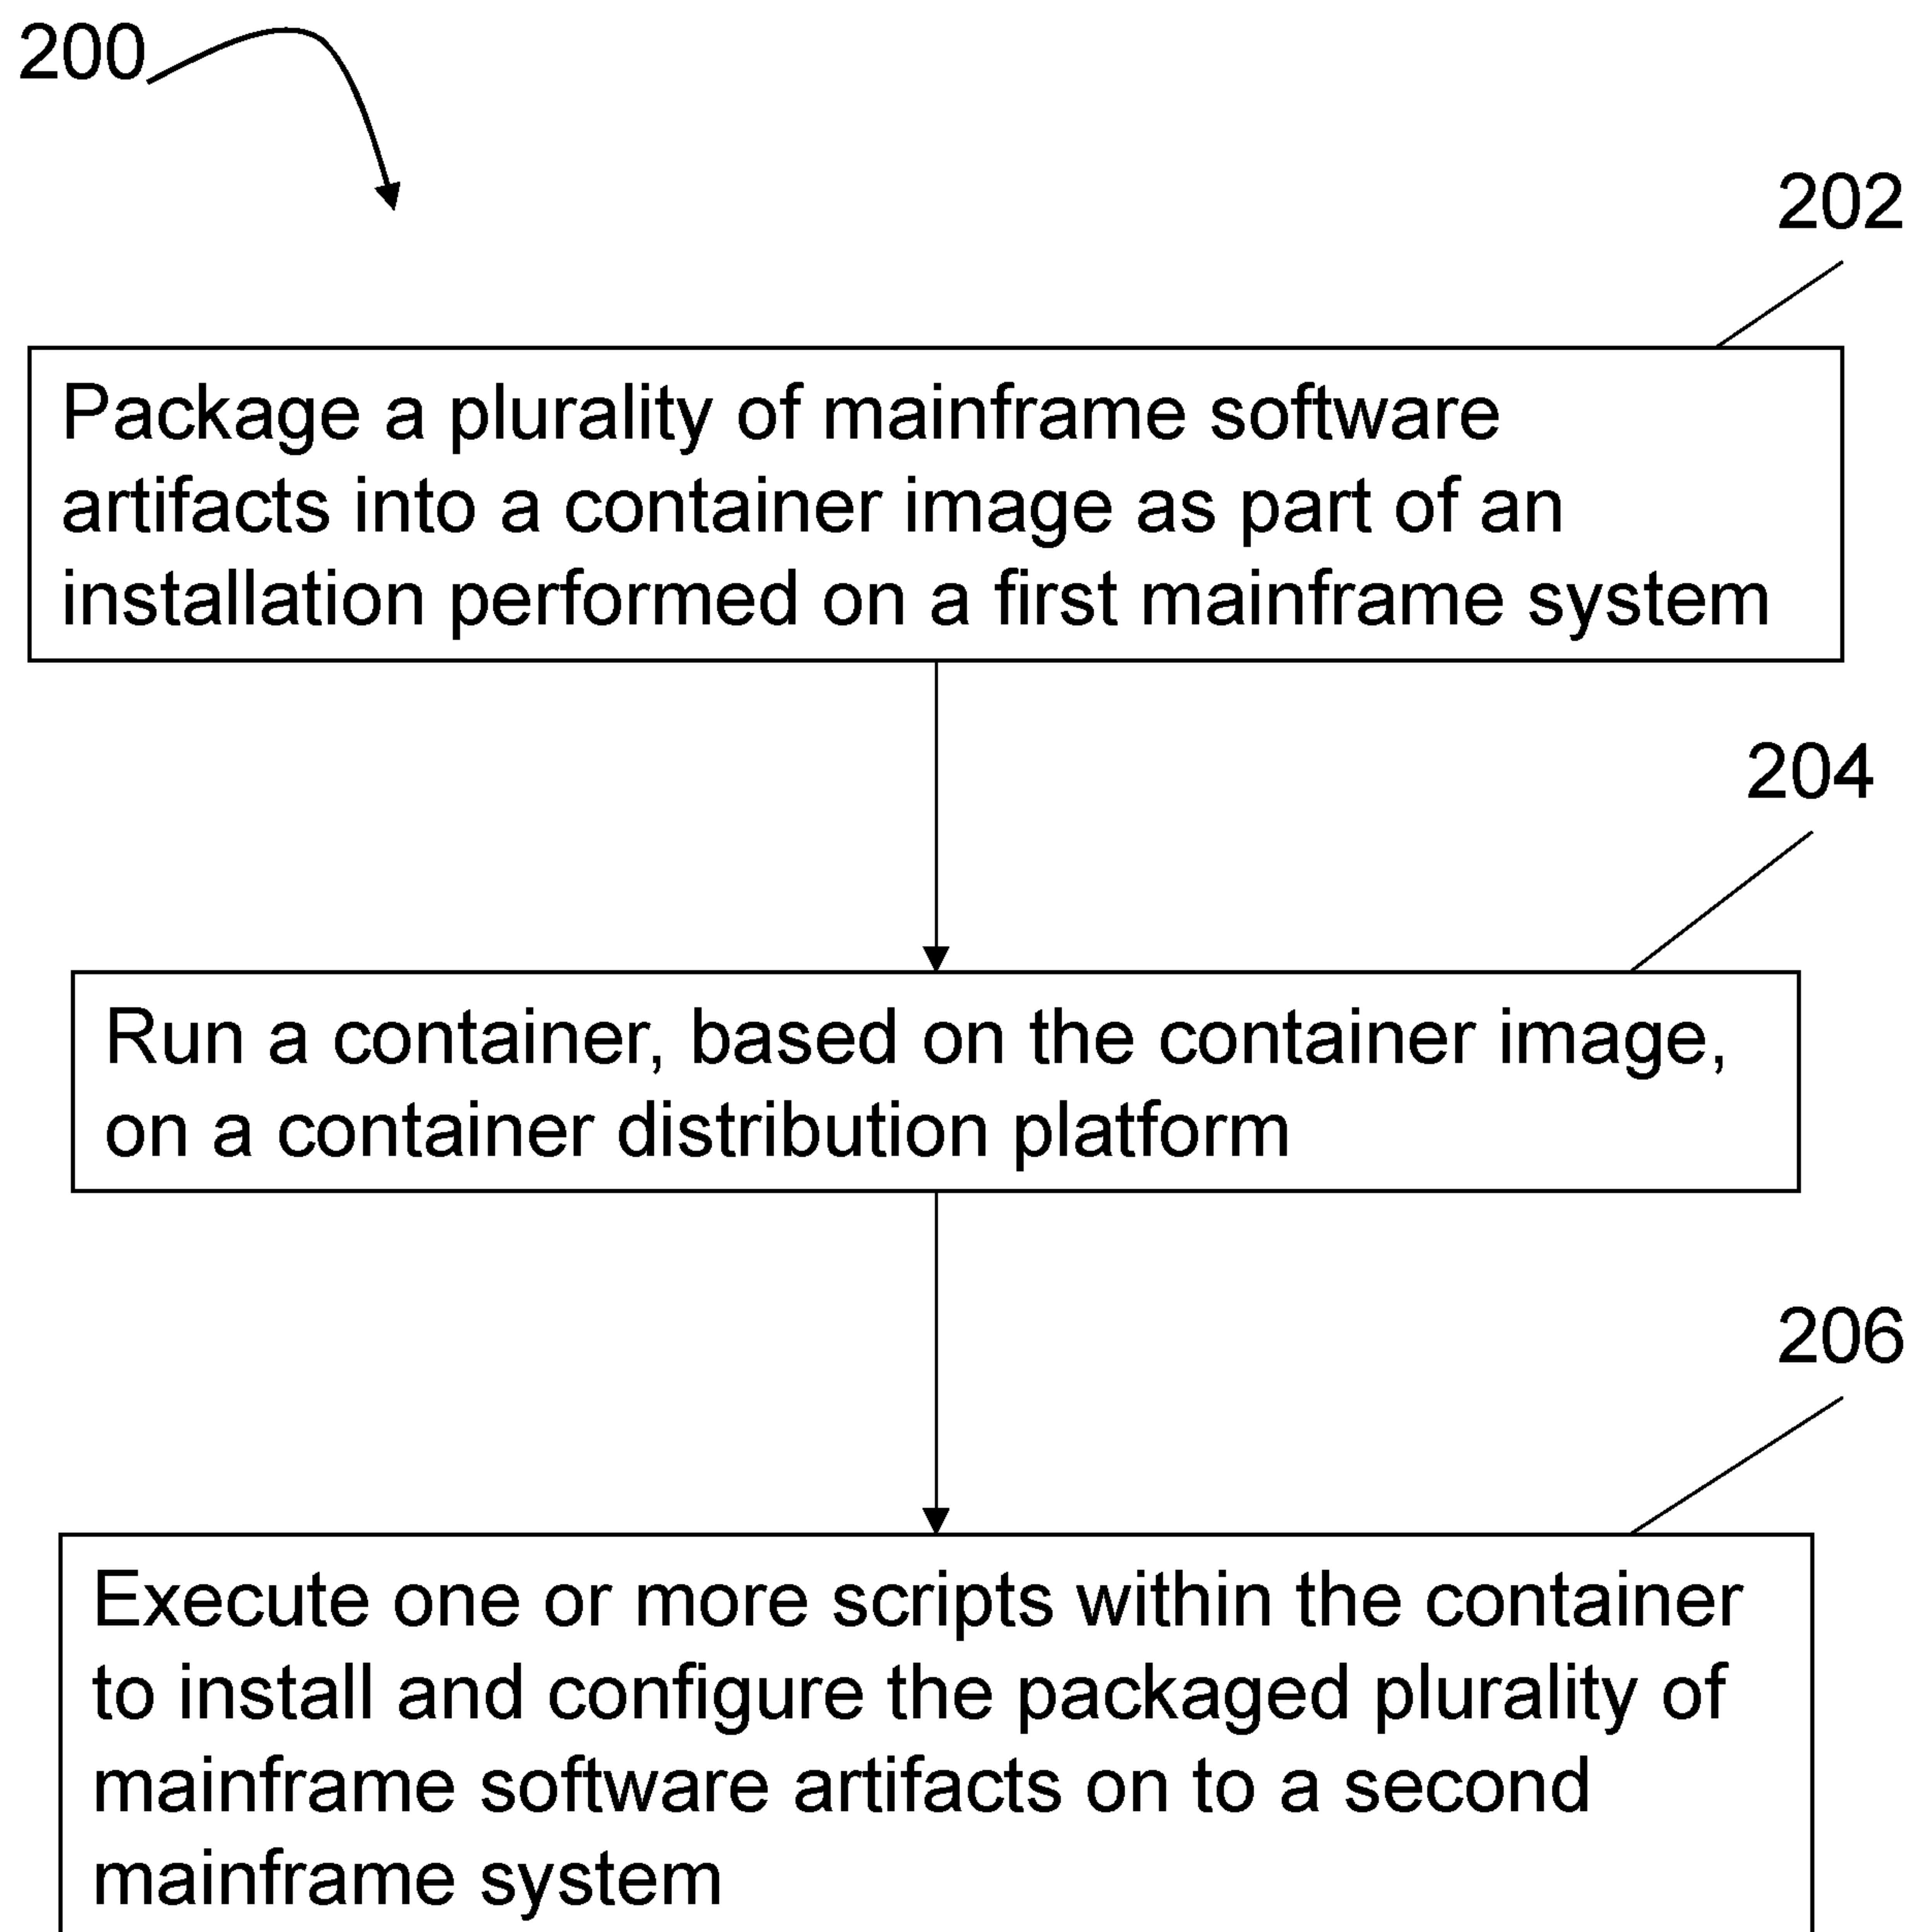 200
202
Package a plurality of mainframe software
artifacts into a container image as part of an
installation performed on a first mainframe system
204
Run a container, based on the container image,
on a container distribution platform
206
Execute one or more scripts within the container
to install and configure the packaged plurality of
mainframe software artifacts on to a second
mainframe system